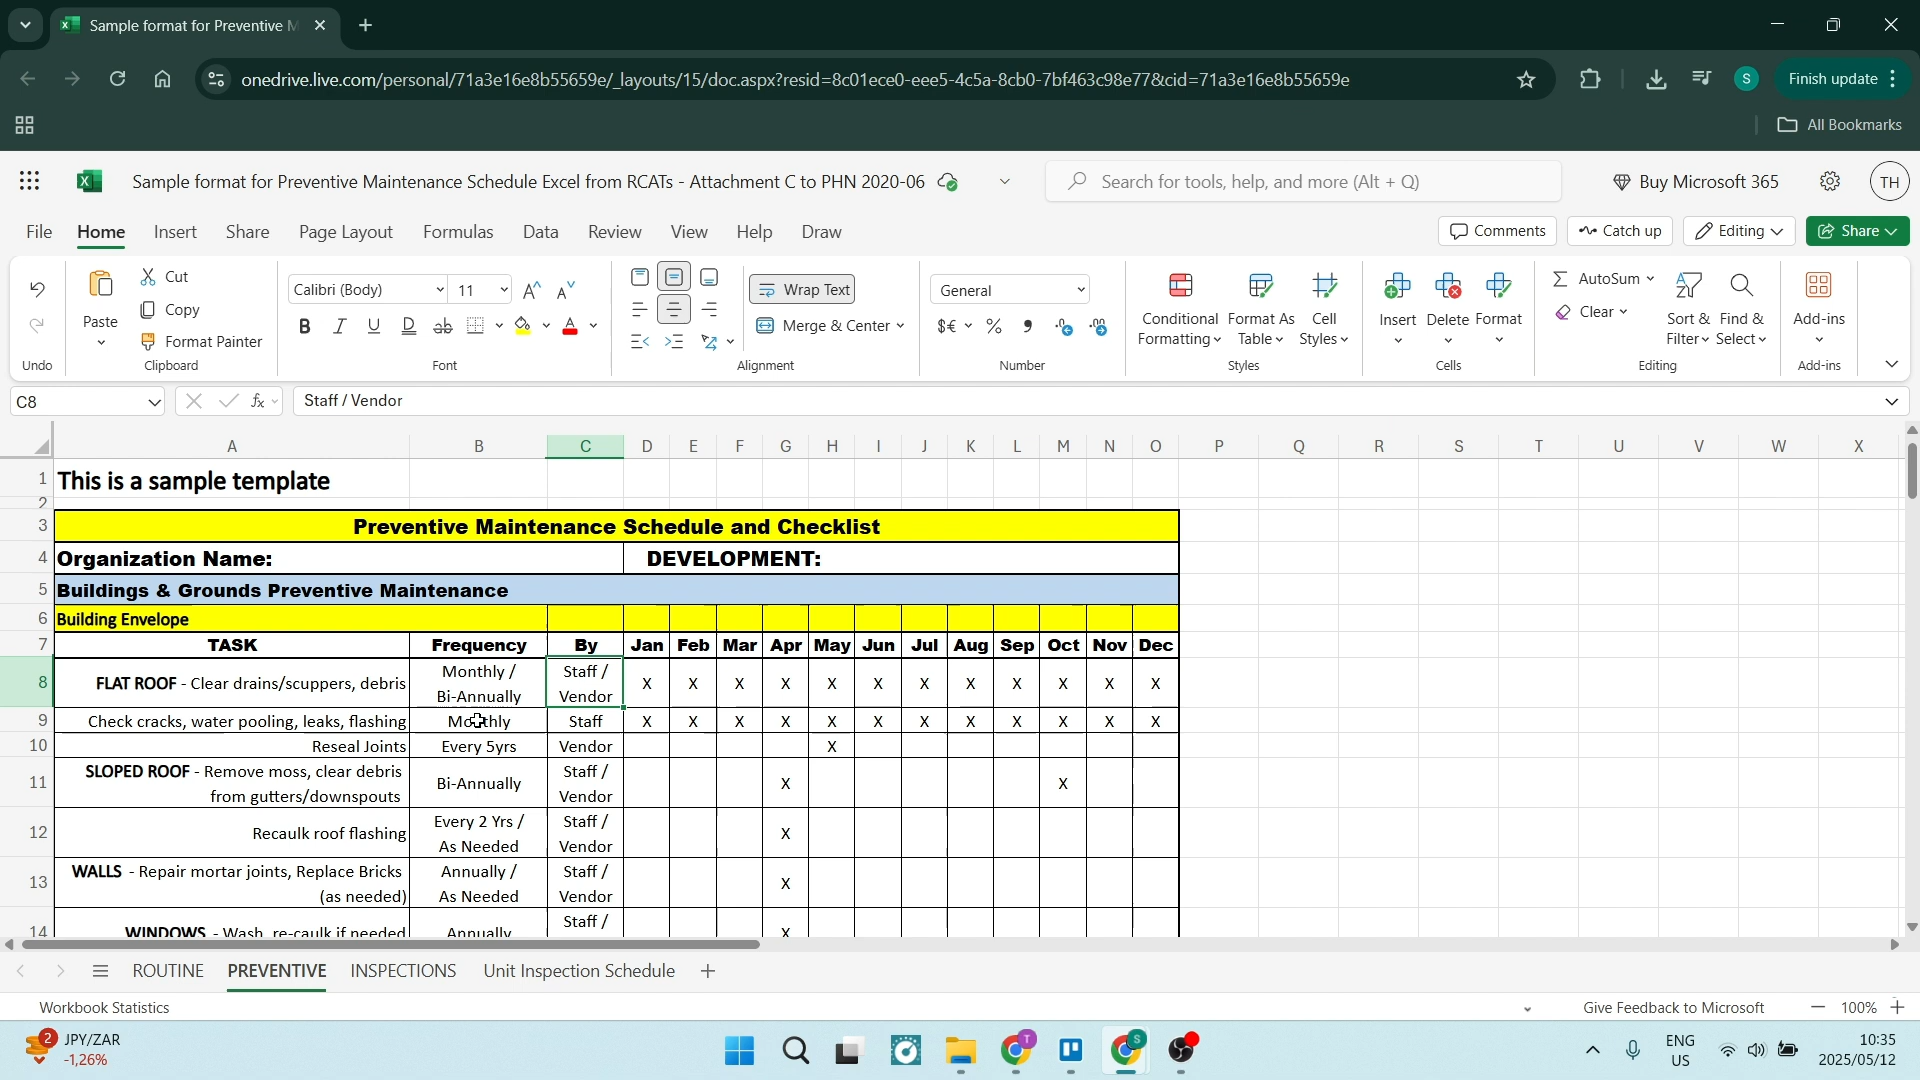 Sample format for Preventive M
onedrive.live.com/personal/71a3e16e8b55659e/_layouts/15/doc.aspx?resid=8c01ece0-eee5-4c5a-8cb0-7bf463c98e77&cid=71a3e16e8b55659e
S
Finish update
All Bookmarks
Sample format for Preventive Maintenance Schedule Excel from RCATs - Attachment C to PHN 2020-06
Search for tools, help, and more (Alt + Q)
Buy Microsoft 365
TH
File Home Insert Share Page Layout Formulas Data Review View Help Draw
Comments Catch up Editing Share
Paste Cut Copy Format Painter
Calibri (Body) 11
Wrap Text
Merge & Center
General
Conditional Formatting
Format As Table
Cell Styles
Insert Delete Format
AutoSum
Clear
Sort & Filter
Find & Select
Add-ins
Undo Clipboard Font Alignment Number Styles Cells Editing Add-ins
C8
fx
Staff / Vendor
A B C D E F G H I J K L M N O P Q R S T U V W X
1 This is a sample template
2
3 Preventive Maintenance Schedule and Checklist
4 Organization Name: DEVELOPMENT:
5 Buildings & Grounds Preventive Maintenance
6 Building Envelope
7 TASK Frequency By Jan Feb Mar Apr May Jun Jul Aug Sep Oct Nov Dec
8 FLAT ROOF - Clear drains/scuppers, debris Monthly / Bi-Annually Staff / Vendor X X X X X X X X X X X X
9 Check cracks, water pooling, leaks, flashing Monthly Staff X X X X X X X X X X X X
10 Reseal Joints Every 5yrs Vendor X
11 SLOPED ROOF - Remove moss, clear debris from gutters/downspouts Bi-Annually Staff / Vendor X X
12 Recaulk roof flashing Every 2 Yrs / As Needed Staff / Vendor X
13 WALLS - Repair mortar joints, Replace Bricks (as needed) Annually / As Needed Staff / Vendor X
14 WINDOWS - Wash, re-caulk if needed Annually Staff / X
ROUTINE PREVENTIVE INSPECTIONS Unit Inspection Schedule
Workbook Statistics
Give Feedback to Microsoft
100%
2
JPY/ZAR
-1,26%
T
S
ENG
US
10:35
2025/05/12